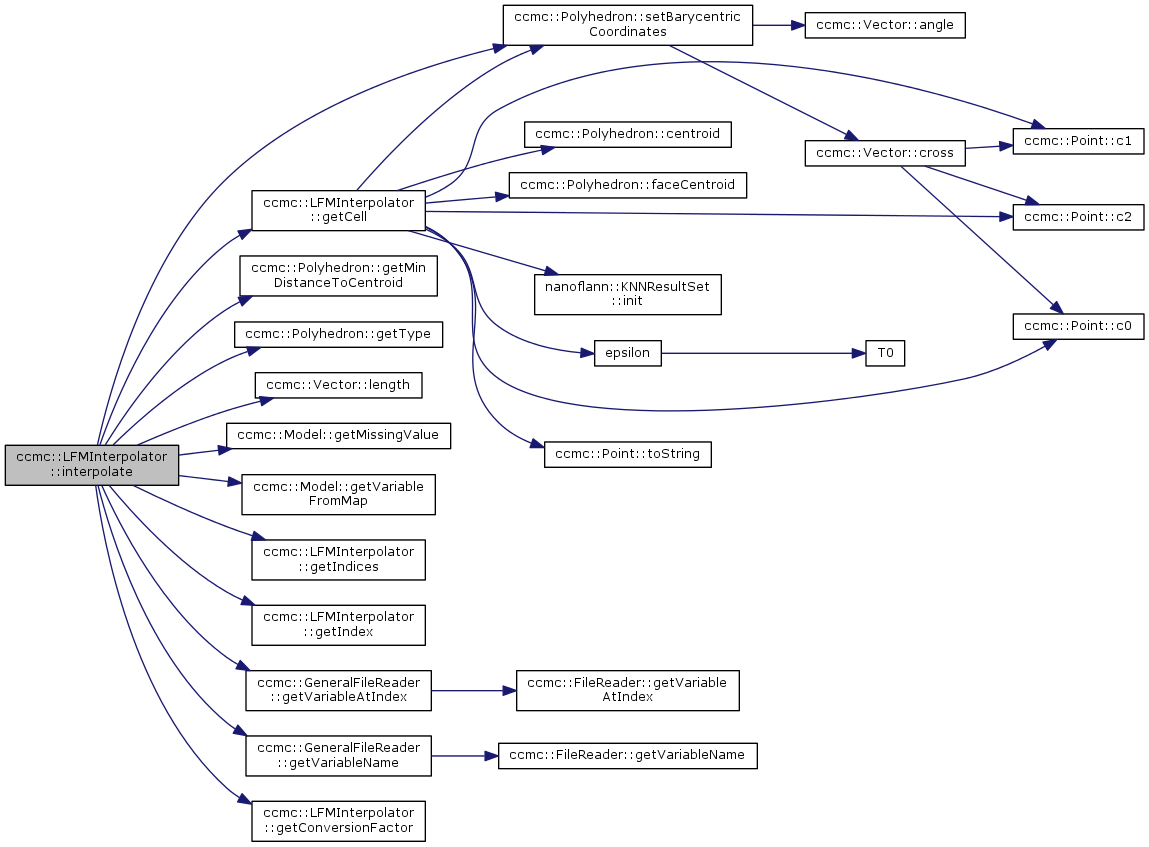 ccmc::Polyhedron::setBarycentric
Coordinates
ccmc::Vector::angle
ccmc::Polyhedron::centroid
ccmc::Point::c1
ccmc::Vector::cross
ccmc::Polyhedron::faceCentroid
ccmc::LFMInterpolator
::getCell
ccmc::Point::c2
ccmc::Polyhedron::getMin
DistanceToCentroid
nanoflann::KNNResultSet
::init
ccmc::Point::c0
ccmc::Polyhedron::getType
epsilon
T0
ccmc::Vector::length
ccmc::Model::getMissingValue
ccmc::Point::toString
ccmc::LFMInterpolator
::interpolate
ccmc::Model::getVariable
FromMap
ccmc::LFMInterpolator
::getIndices
ccmc::LFMInterpolator
::getIndex
ccmc::GeneralFileReader
::getVariableAtIndex
ccmc::FileReader::getVariable
AtIndex
ccmc::GeneralFileReader
::getVariableName
ccmc::FileReader::getVariableName
ccmc::LFMInterpolator
::getConversionFactor